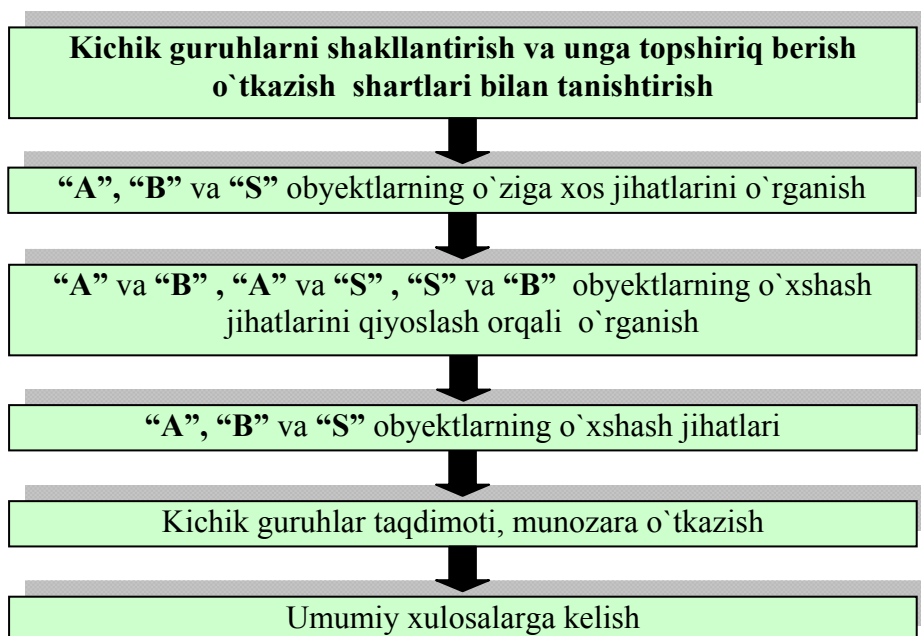 Kichik guruhlarni shakllantirish va unga topshiriq berish
o`tkazish shartlari bilan tanishtirish
“A”, “B” va “S” obyektlarning o`ziga xos jihatlarini o`rganish
“A” va “B” , “A” va “S” , “S” va “B” obyektlarning o`xshash
jihatlarini qiyoslash orqali o`rganish
“A”, “B” va “S” obyektlarning o`xshash jihatlari
Kichik guruhlar taqdimoti, munozara o`tkazish
Umumiy xulosalarga kelish